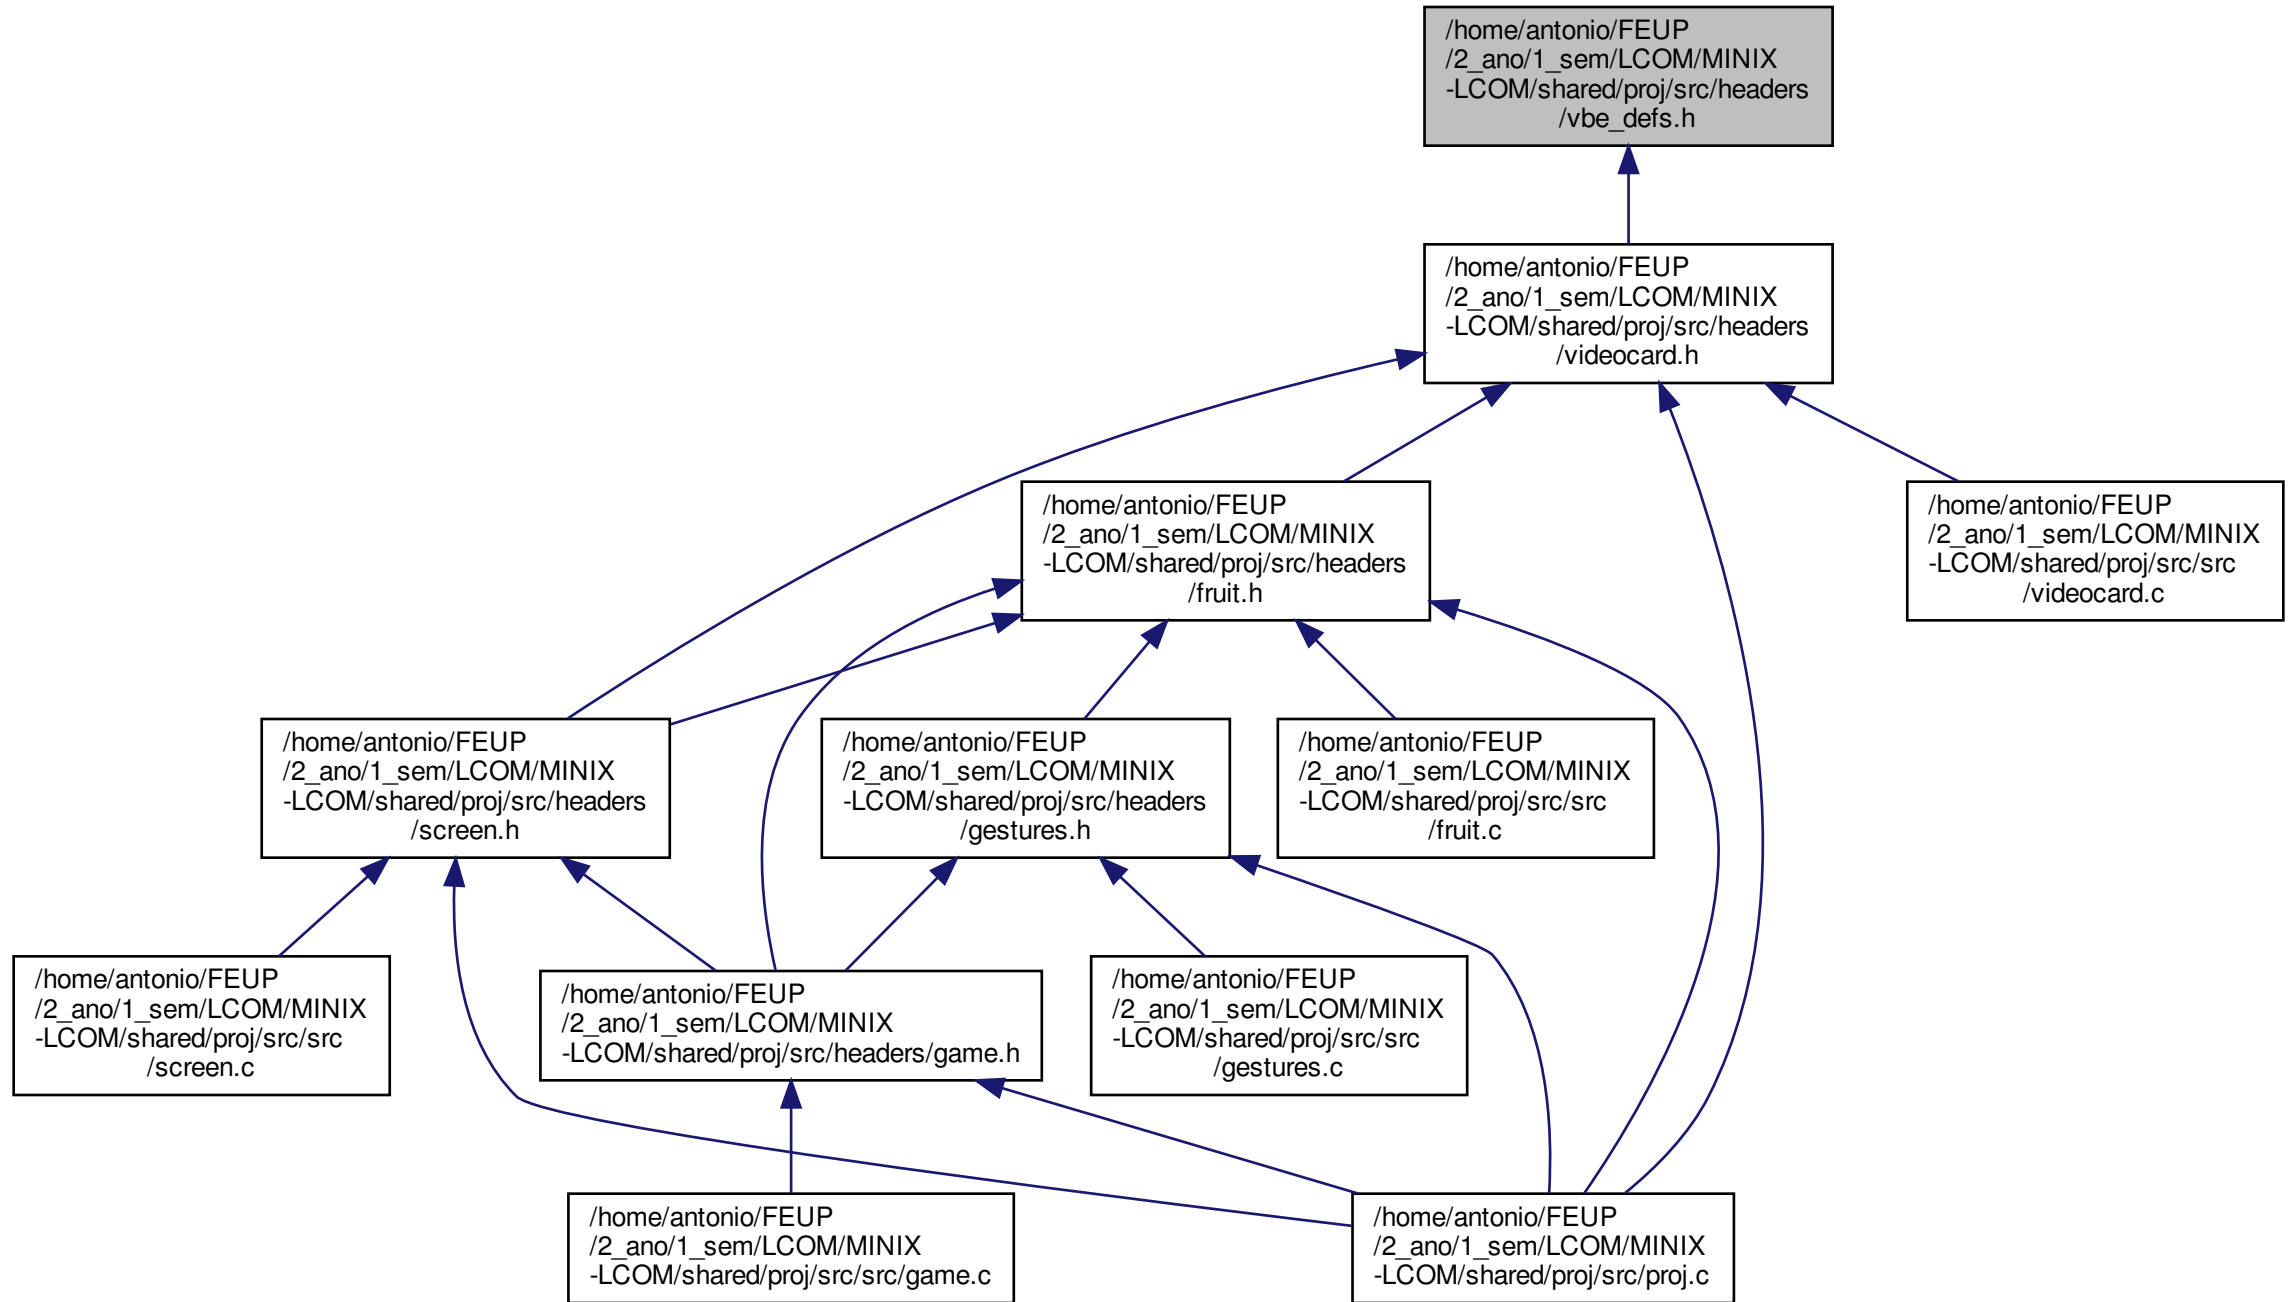 /home/antonio/FEUP
/2_ano/1_sem/LCOM/MINIX
-LCOM/shared/proj/src/headers
/vbe_defs.h
/home/antonio/FEUP
/2_ano/1_sem/LCOM/MINIX
-LCOM/shared/proj/src/headers
/videocard.h
/home/antonio/FEUP
/2_ano/1_sem/LCOM/MINIX
-LCOM/shared/proj/src/headers
/fruit.h
/home/antonio/FEUP
/2_ano/1_sem/LCOM/MINIX
-LCOM/shared/proj/src/src
/videocard.c
/home/antonio/FEUP
/2_ano/1_sem/LCOM/MINIX
-LCOM/shared/proj/src/headers
/screen.h
/home/antonio/FEUP
/2_ano/1_sem/LCOM/MINIX
-LCOM/shared/proj/src/headers
/gestures.h
/home/antonio/FEUP
/2_ano/1_sem/LCOM/MINIX
-LCOM/shared/proj/src/src
/fruit.c
/home/antonio/FEUP
/2_ano/1_sem/LCOM/MINIX
-LCOM/shared/proj/src/src
/screen.c
/home/antonio/FEUP
/2_ano/1_sem/LCOM/MINIX
-LCOM/shared/proj/src/headers/game.h
/home/antonio/FEUP
/2_ano/1_sem/LCOM/MINIX
-LCOM/shared/proj/src/src
/gestures.c
/home/antonio/FEUP
/2_ano/1_sem/LCOM/MINIX
-LCOM/shared/proj/src/src/game.c
/home/antonio/FEUP
/2_ano/1_sem/LCOM/MINIX
-LCOM/shared/proj/src/proj.c